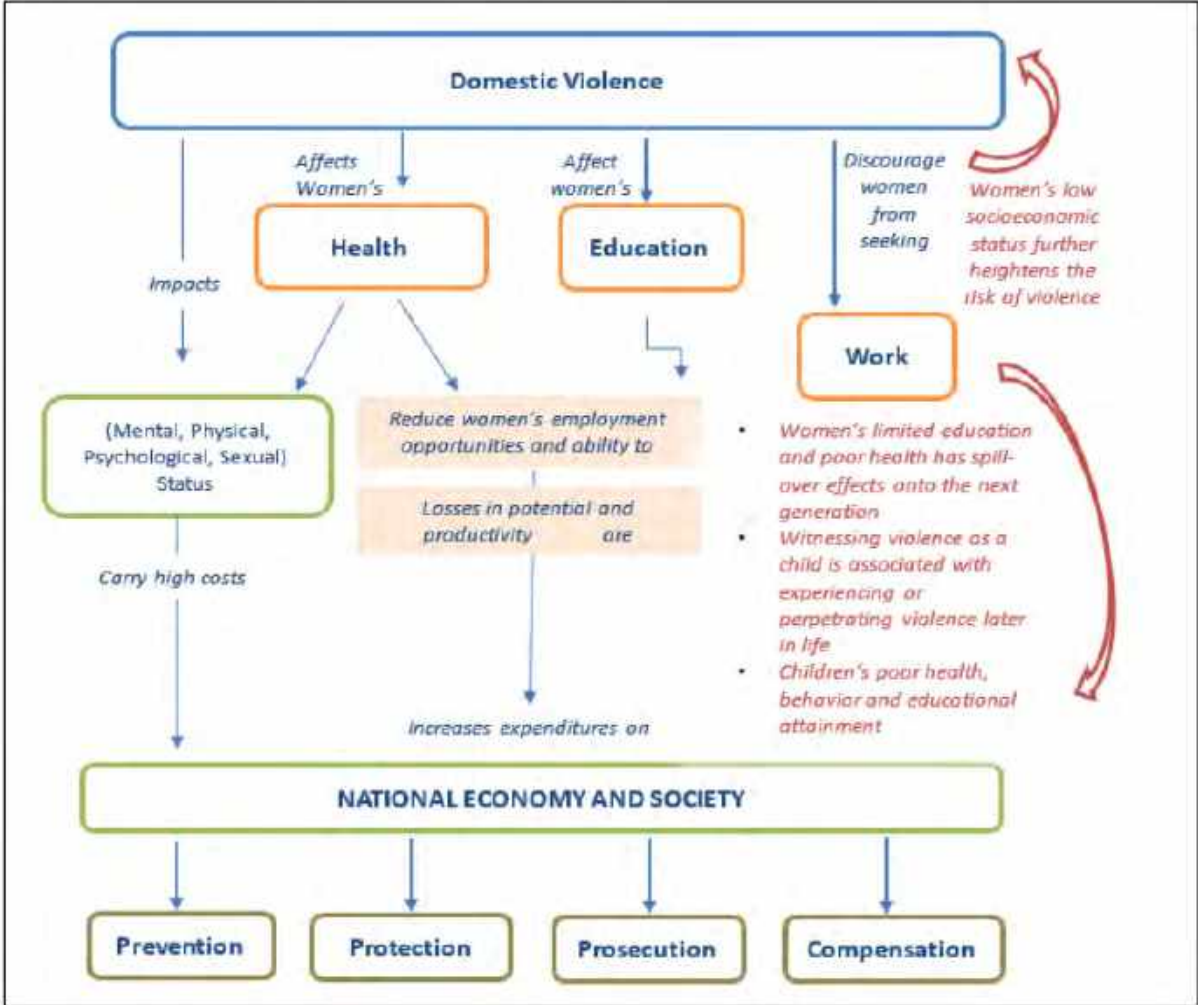 Domestic Violence
Affects
Women's
Affect
women's
Discourage
women
from
seeking
Women's low
socioeconomic
status further
heightens the
risk of violence
Health
Education
Impacts
Work
(Mental, Physical,
Psychological, Sexual)
Status
Reduce women's employment
opportunities and ability to
Losses in potential and
productivity are
Carry high costs
• Women's limited education
and poor health has spill-
over effects onto the next
generation
• Witnessing violence as a
child is associated with
experiencing or
perpetrating violence later
in life
• Children's poor health,
behavior and educational
attainment
Increases expenditures on
NATIONAL ECONOMY AND SOCIETY
Prevention
Protection
Prosecution
Compensation